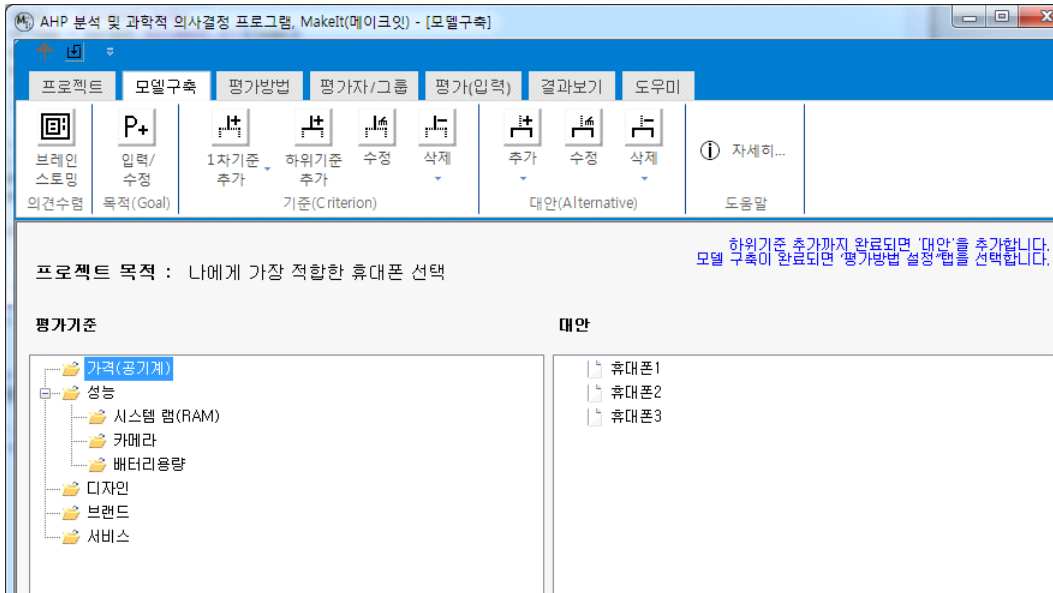 AHP 분석 및 과학적 의사결정 프로그램, MakeIt(메이크잇) - [모델구축]
프로젝트 모델구축 평가방법 평가자/그룹 평가(입력) 결과보기 도우미
P+
브레인
스토밍
입력/
수정
1차기준
추가
하위기준
추가
수정
삭제
추가
수정
삭제
자세히...
의견수렴 목적(Goal) 기준(Criterion) 대안(Alternative) 도움말
하위기준 추가까지 완료되면 '대안'을 추가합니다.
모델 구축이 완료되면 '평가방법 설정"탭을 선택합니다.
프로젝트 목적 : 나에게 가장 적합한 휴대폰 선택
평가기준
가격(공기계)
성능
시스템 램(RAM)
카메라
배터리용량
디자인
브랜드
서비스
대안
휴대폰1
휴대폰2
휴대폰3